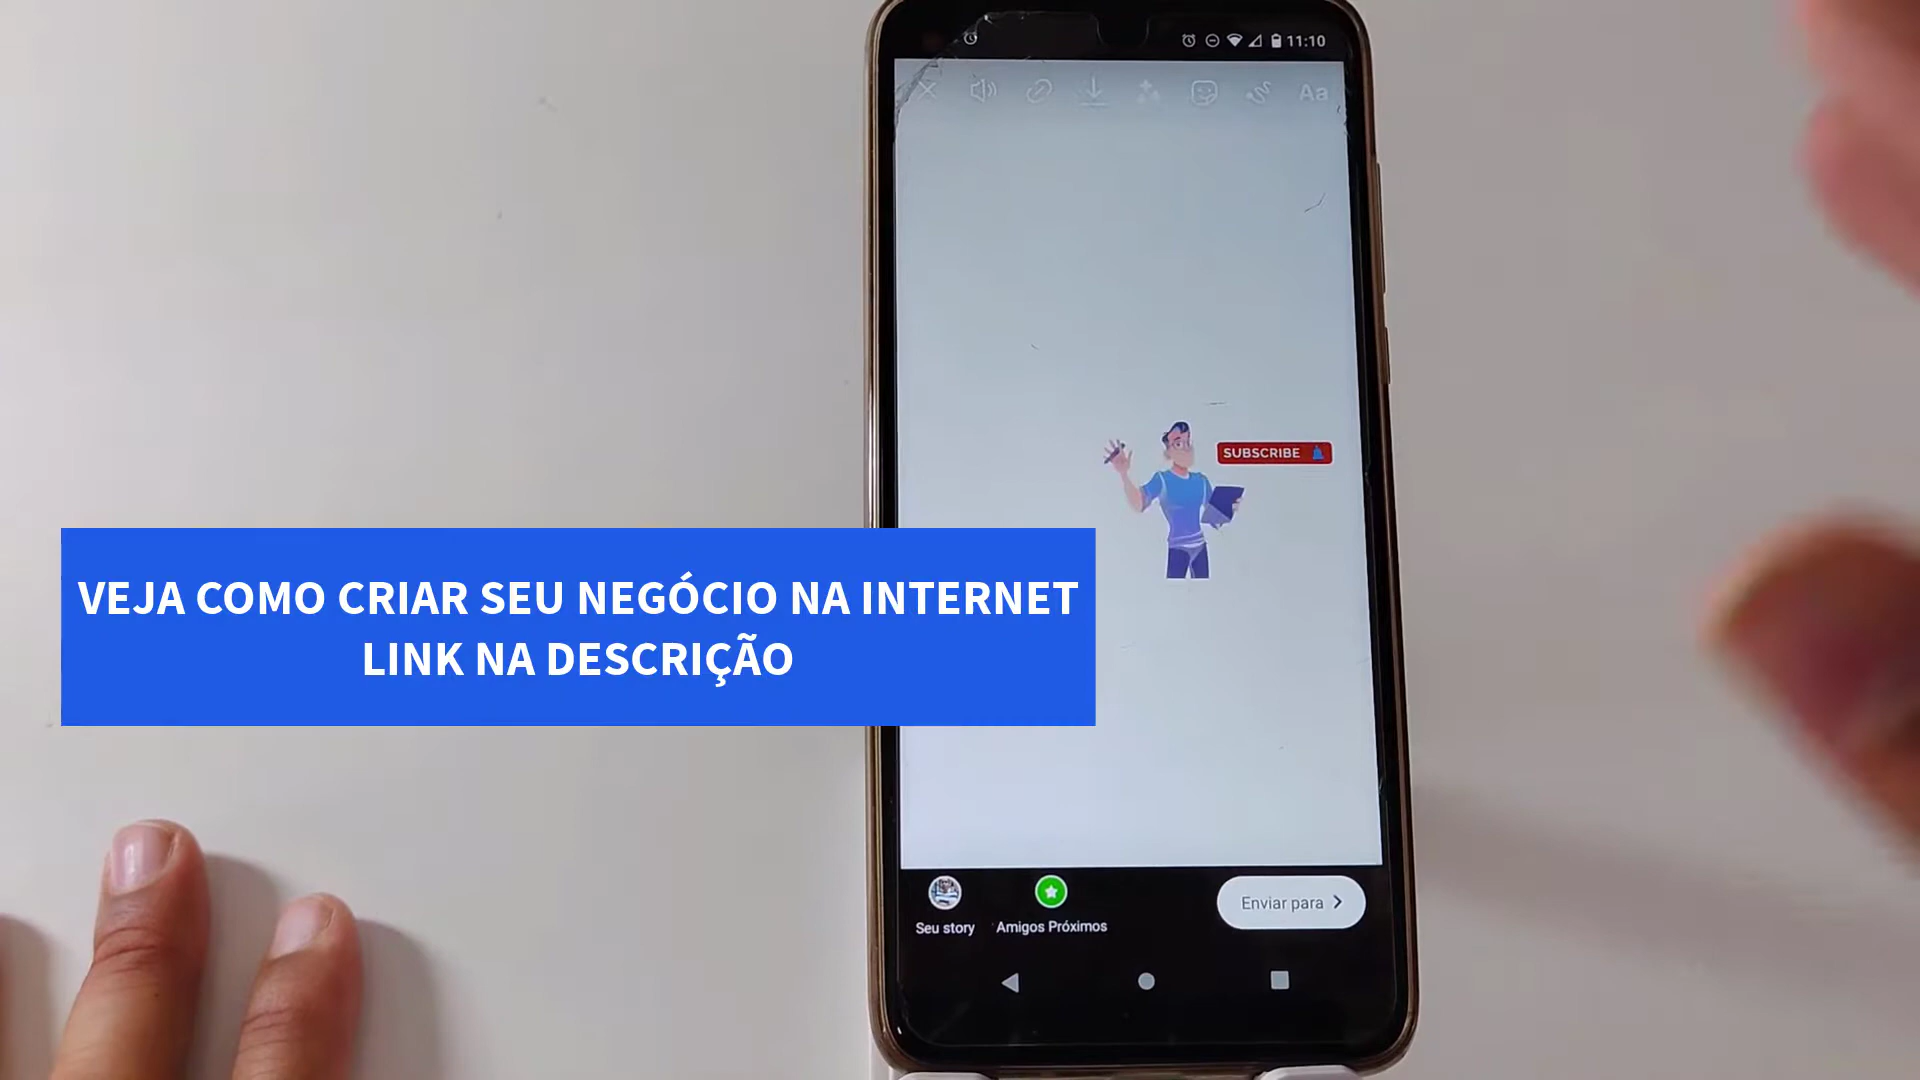 11:10
Aa
SUBSCRIBE
VEJA COMO CRIAR SEU NEGÓCIO NA INTERNET
LINK NA DESCRIÇÃO
Seu story
Amigos Próximos
Enviar para